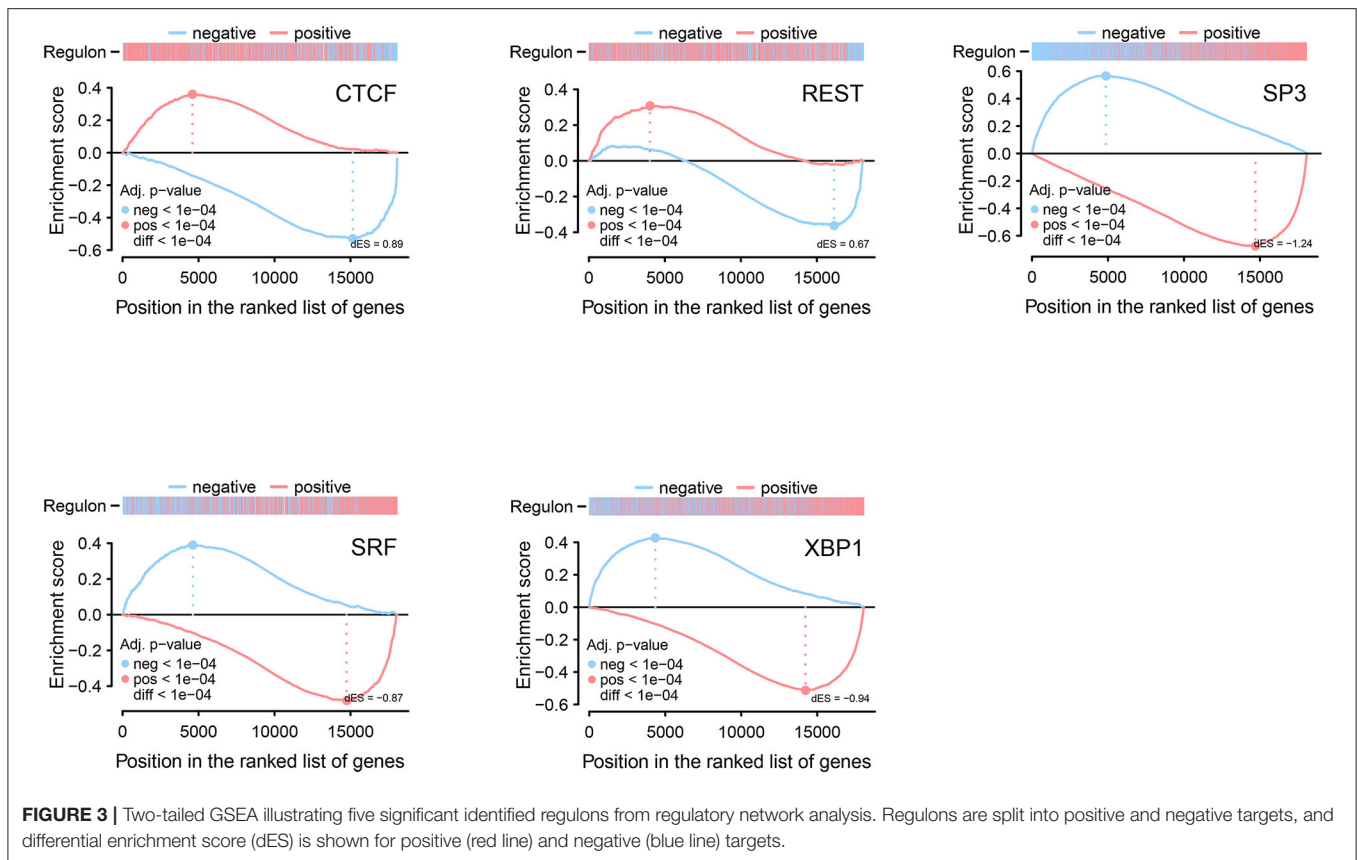 negative positive
Regulon
CTCF
Enrichment score
0.4
0.2
0.0
−0.2
−0.4
−0.6
Adj. p-value
neg < 1e−04
pos < 1e−04
diff < 1e−04
dES = 0.89
0 5000 10000 15000
Position in the ranked list of genes
negative positive
Regulon
REST
Enrichment score
0.4
0.2
0.0
−0.2
−0.4
Adj. p-value
neg < 1e−04
pos < 1e−04
diff < 1e−04
dES = 0.67
0 5000 10000 15000
Position in the ranked list of genes
negative positive
Regulon
SP3
Enrichment score
0.6
0.4
0.2
0.0
−0.2
−0.4
−0.6
Adj. p-value
neg < 1e−04
pos < 1e−04
diff < 1e−04
dES = −1.24
0 5000 10000 15000
Position in the ranked list of genes
negative positive
Regulon
SRF
Enrichment score
0.4
0.2
0.0
−0.2
−0.4
Adj. p-value
neg < 1e−04
pos < 1e−04
diff < 1e−04
dES = −0.87
0 5000 10000 15000
Position in the ranked list of genes
negative positive
Regulon
XBP1
Enrichment score
0.4
0.2
0.0
−0.2
−0.4
−0.6
Adj. p-value
neg < 1e−04
pos < 1e−04
diff < 1e−04
dES = −0.94
0 5000 10000 15000
Position in the ranked list of genes
FIGURE 3 | Two-tailed GSEA illustrating five significant identified regulons from regulatory network analysis. Regulons are split into positive and negative targets, and
differential enrichment score (dES) is shown for positive (red line) and negative (blue line) targets.